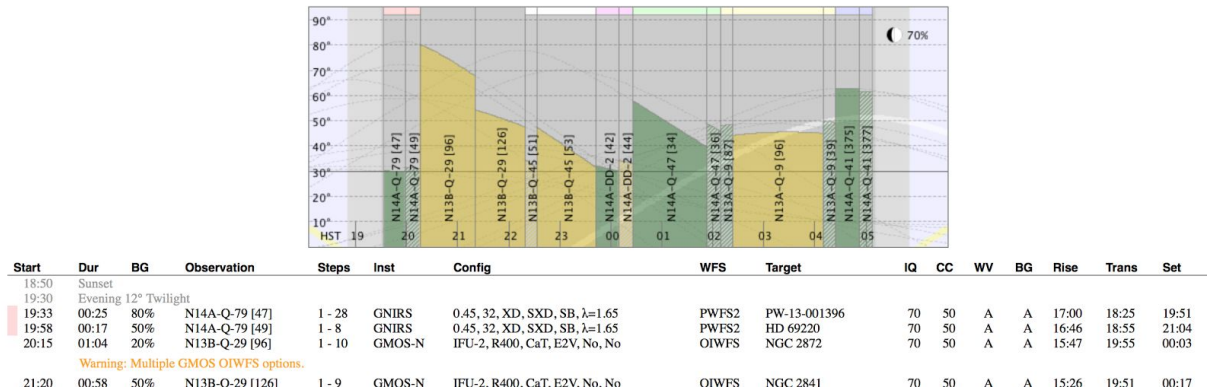 90°
80°
70°
60°
50°
40°
30°
20°
10°
70%
N14A-Q-79 [47]
N14A-Q-79 [49]
N13B-Q-29 [96]
N13B-Q-29 [126]
N13B-Q-45 [51]
N13B-Q-45 [53]
N14A-DD-2 [42]
N14A-DD-2 [44]
N14A-Q-47 [34]
N14A-Q-47 [36]
N13A-Q-9 [87]
N13A-Q-9 [96]
N13A-Q-9 [39]
N14A-Q-41 [375]
N14A-Q-41 [377]
HST 19 20 21 22 23 00 01 02 03 04 05
Start Dur BG Observation Steps Inst Config WFS Target IQ CC WV BG Rise Trans Set
18:50 Sunset
19:30 Evening 12° Twilight
19:33 00:25 80% N14A-Q-79 [47] 1 - 28 GNIRS 0.45, 32, XD, SXD, SB, λ=1.65 PWFS2 PW-13-001396 70 50 A A 17:00 18:25 19:51
19:58 00:17 50% N14A-Q-79 [49] 1 - 8 GNIRS 0.45, 32, XD, SXD, SB, λ=1.65 PWFS2 HD 69220 70 50 A A 16:46 18:55 21:04
20:15 01:04 20% N13B-Q-29 [96] 1 - 10 GMOS-N IFU-2, R400, CaT, E2V, No, No OIWFS NGC 2872 70 50 A A 15:47 19:55 00:03
Warning: Multiple GMOS OIWFS options.
21:20 00:58 50% N13B-Q-29 [126] 1 - 9 GMOS-N IFU-2, R400, CaT, E2V, No, No OIWFS NGC 2841 70 50 A A 15:26 19:51 00:17